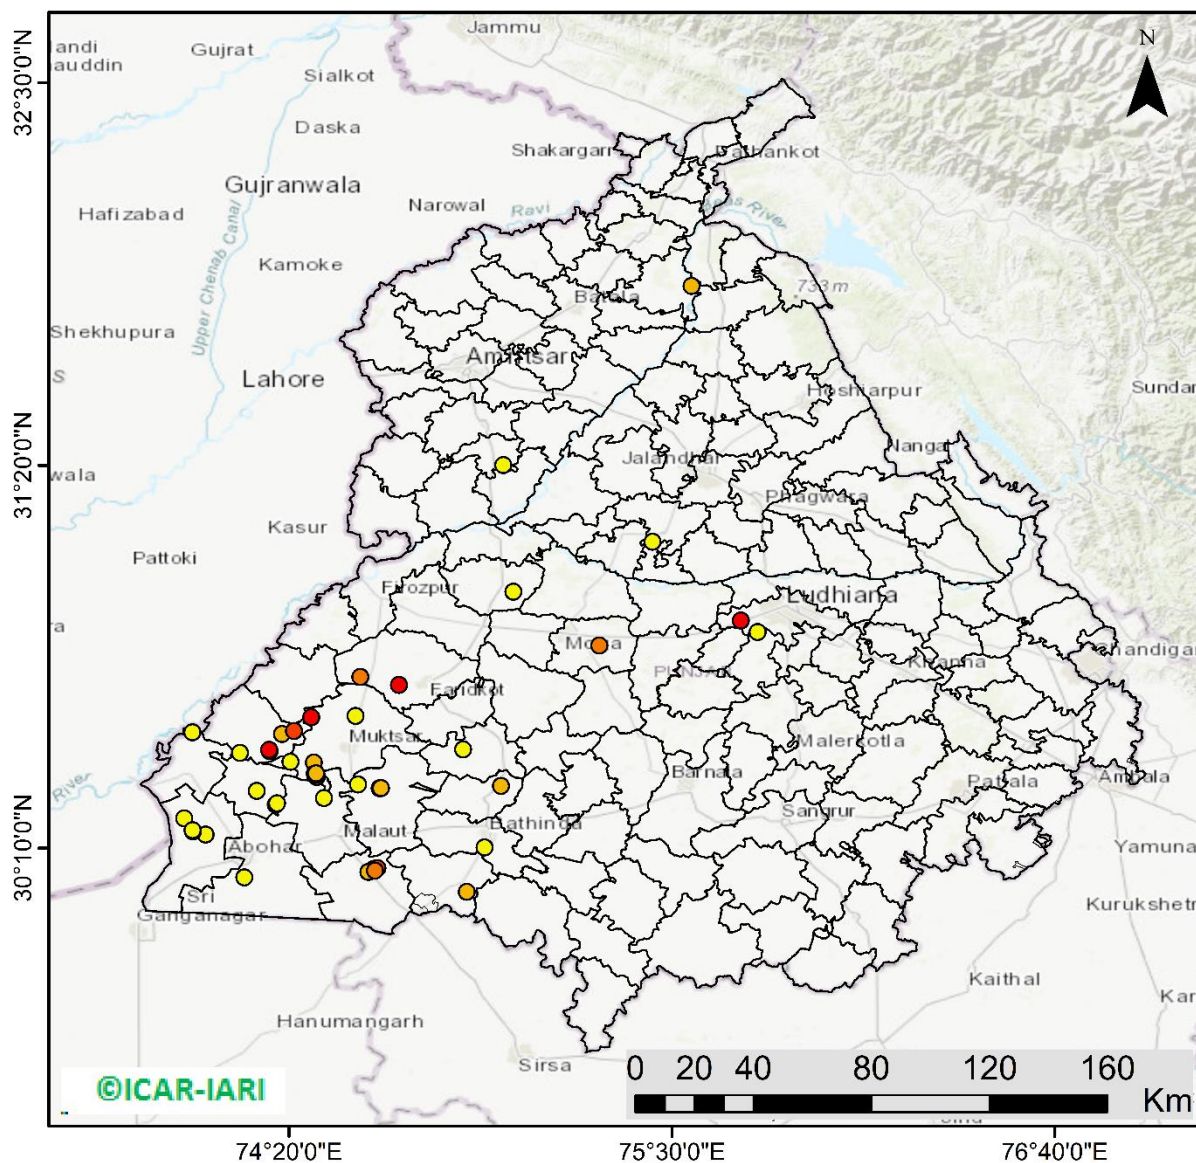 Jammu
Gujrat
Sialkot
N
32°30'0"N
Daska
Shakargarh
Pathankot
Gujranwala
Hafizabad
Narowal
Ravi
River
Upper Chenab Canal
Kamoke
733 m
Batala
Shekhupura
Amritsar
Lahore
Hoshiarpur
Sundar
31°20'0"N
Nangal
Jalandhar
wala
Phagwara
Kasur
Pattoki
Firozpur
Ludhiana
Moga
PUNJAB
Chandigar
Khanna
Faridkot
Muktsar
Malerkotla
Barnala
Patiala
Ambala
River
Sangrur
Bathinda
Malaut
30°10'0"N
Abohar
Yamuna
Sri
Ganganagar
Kurukshetr
Kaithal
Kar
Hanumangarh
Sirsa
©ICAR-IARI
0 20 40 80 120 160
Km
74°20'0"E
75°30'0"E
76°40'0"E